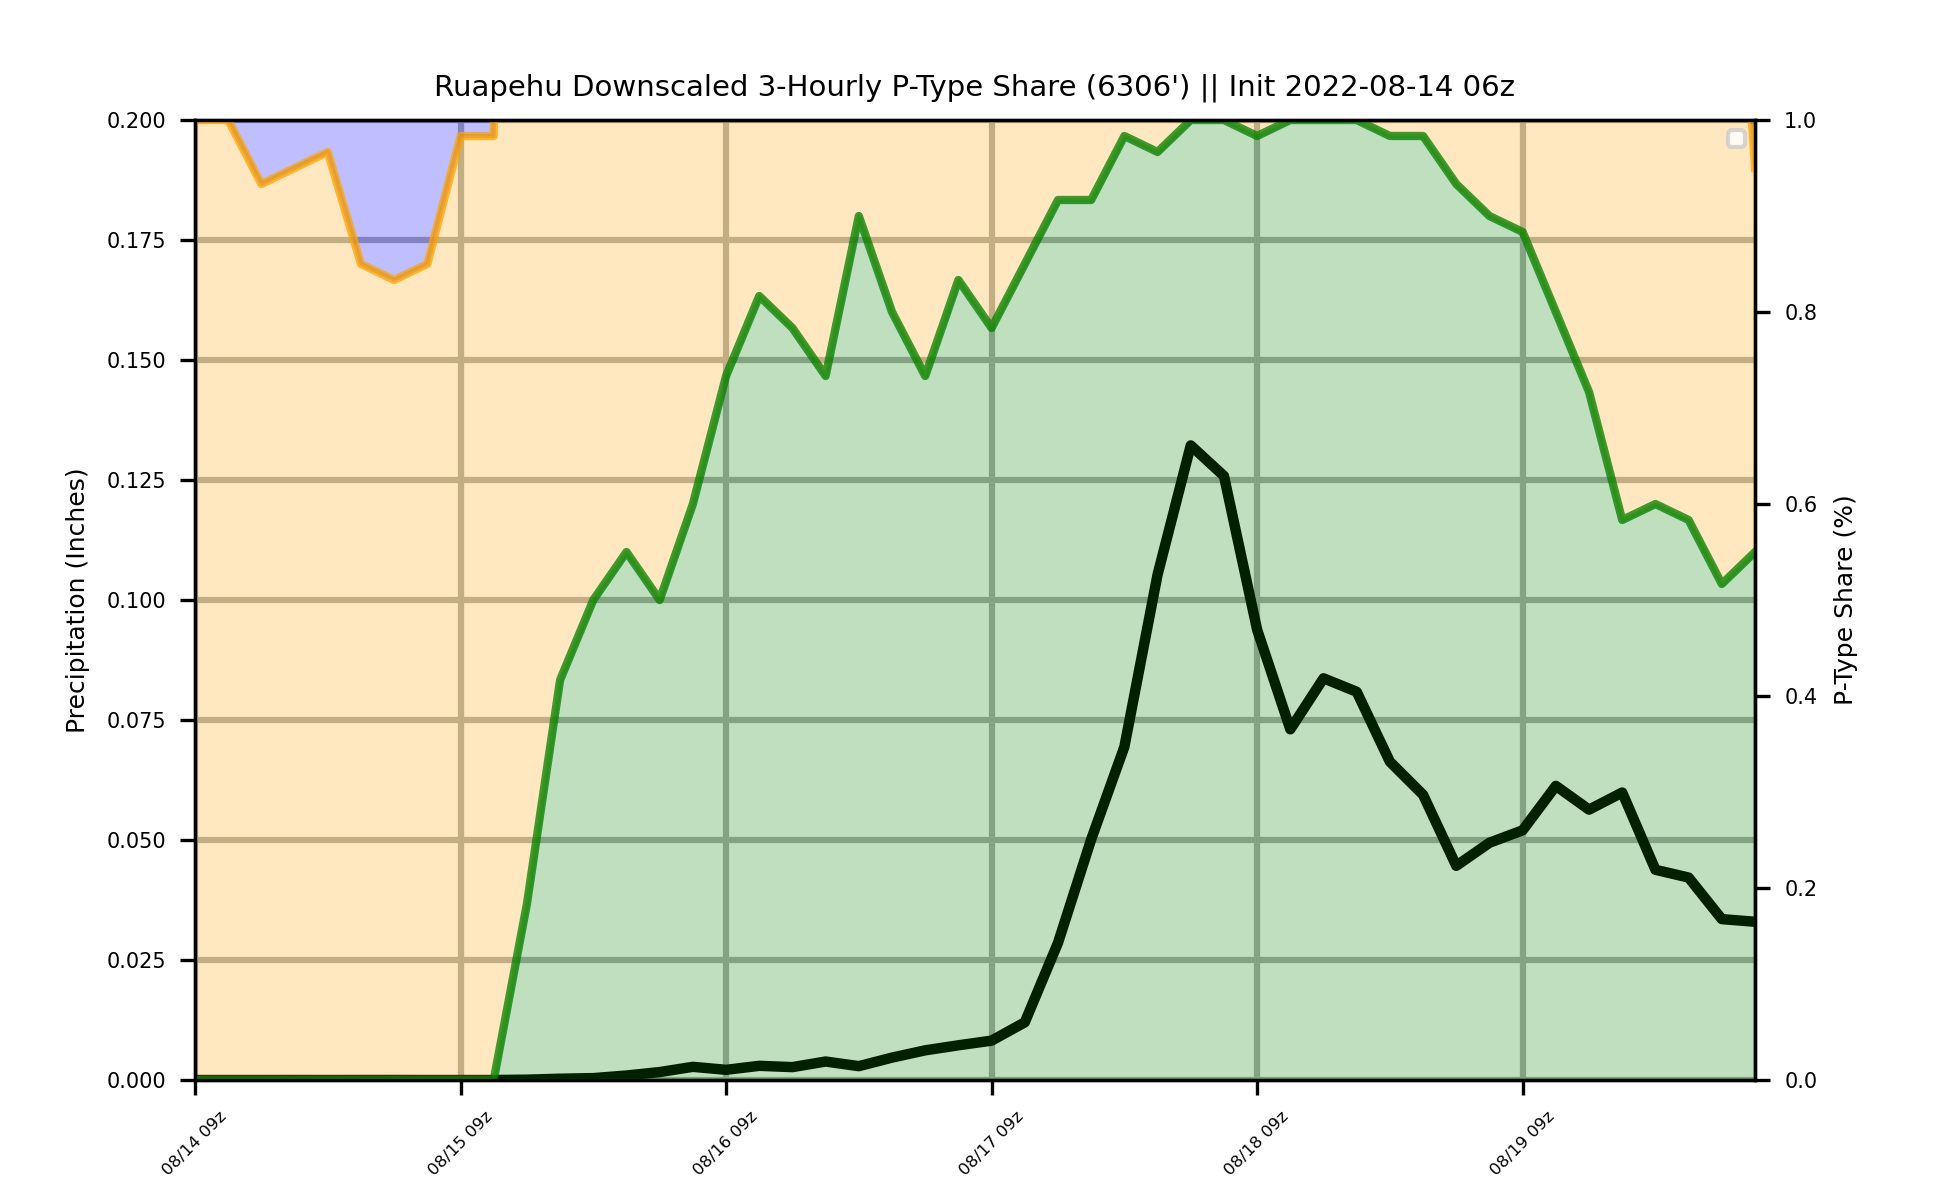 Ruapehu Downscaled 3-Hourly P-Type Share (6306') || Init 2022-08-14 06z
Precipitation (Inches)
0.200
0.175
0.150
0.125
0.100
0.075
0.050
0.025
0.000
1.0
0.8
0.6
0.4
0.2
0.0
P-Type Share (%)
08/14 09z
08/15 09z
08/16 09z
08/17 09z
08/18 09z
08/19 09z